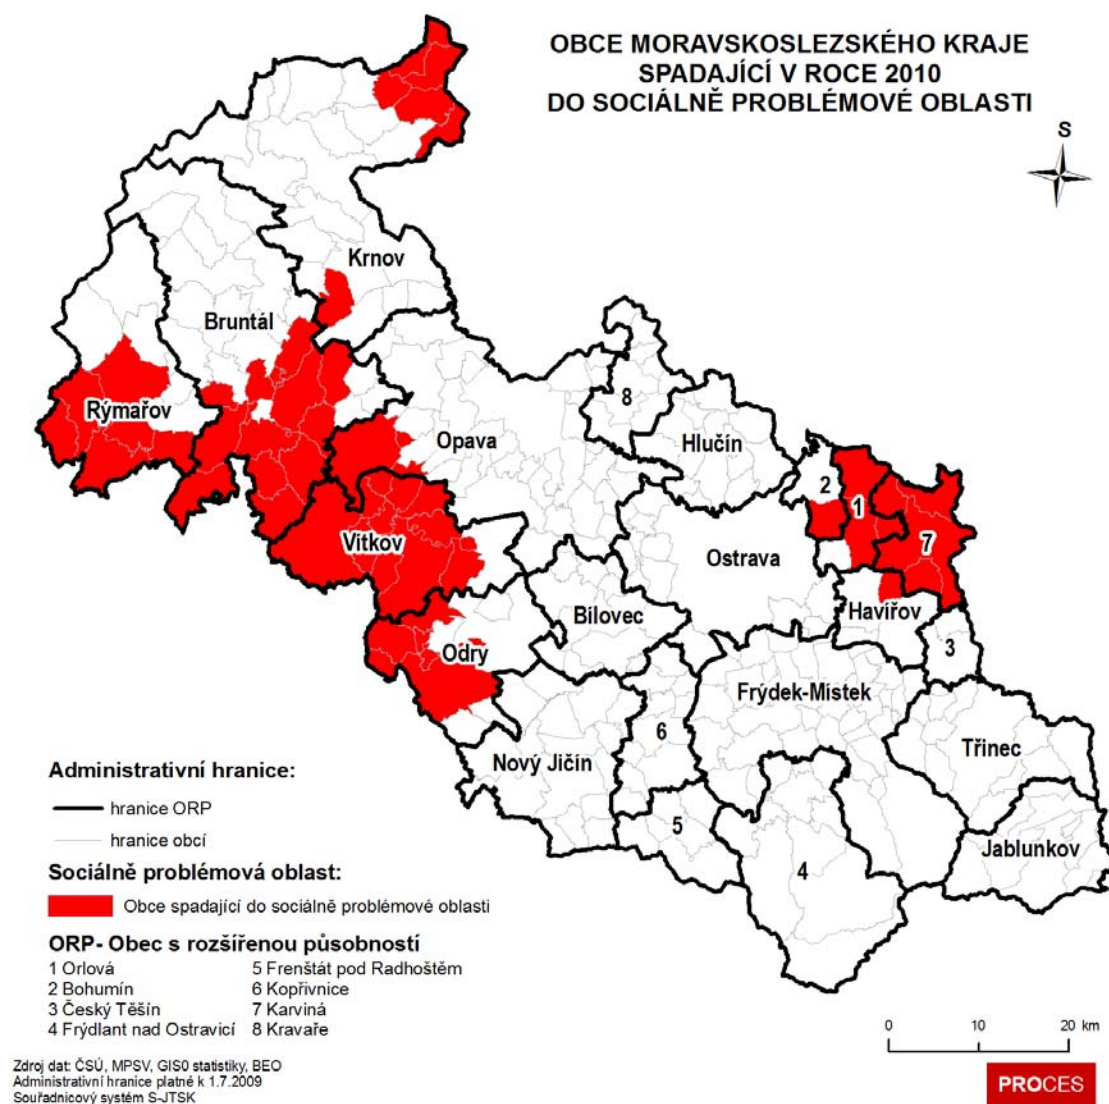 OBCE MORAVSKOSLEZSKÉHO KRAJE
SPADAJÍCÍ V ROCE 2010
DO SOCIÁLNĚ PROBLÉMOVÉ OBLASTI
S
Krnov
Bruntál
Rýmařov
8
Opava
Hlučín
2
1
7
Vítkov
Ostrava
Havířov
Bílovec
Odry
3
Frýdek-Místek
6
Třinec
Nový Jičín
5
4
Jablunkov
Administrativní hranice:
hranice ORP
hranice obcí
Sociálně problémová oblast:
Obce spadající do sociálně problémové oblasti
ORP- Obec s rozšířenou působností
1 Orlová 5 Frenštát pod Radhoštěm
2 Bohumín 6 Kopřivnice
3 Český Těšín 7 Karviná
4 Frýdlant nad Ostravicí 8 Kravaře
0 10 20 km
Zdroj dat: ČSÚ, MPSV, GIS0 statistiky, BEO
Administrativní hranice platné k 1.7.2009
Souřadnicový systém S-JTSK
PROCES